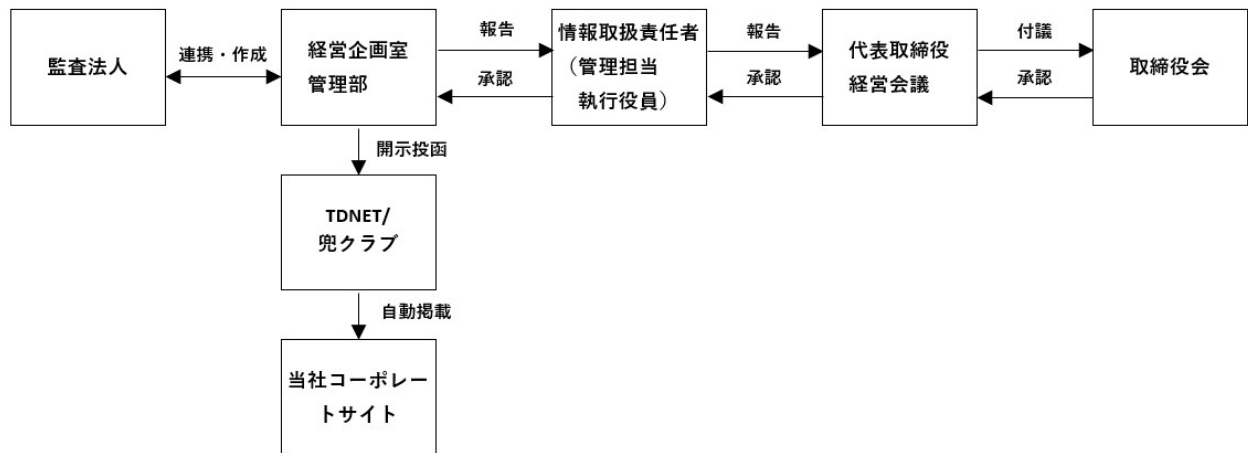 監査法人
連携・作成
経営企画室
管理部
報告
承認
情報取扱責任者
（管理担当
執行役員）
報告
承認
代表取締役
経営会議
付議
承認
取締役会
開示投函
TDNET/
兜クラブ
自動掲載
当社コーポレー
トサイト